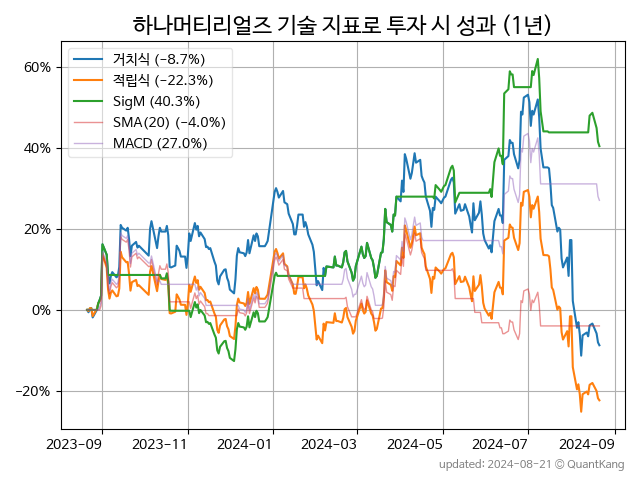 하나머티리얼즈 기술 지표로 투자 시 성과 (1년)
거치식 (-8.7%)
적립식 (-22.3%)
SigM (40.3%)
SMA(20) (-4.0%)
MACD (27.0%)
60%
40%
20%
0%
-20%
2023-09
2023-11
2024-01
2024-03
2024-05
2024-07
2024-09
updated: 2024-08-21 © QuantKang